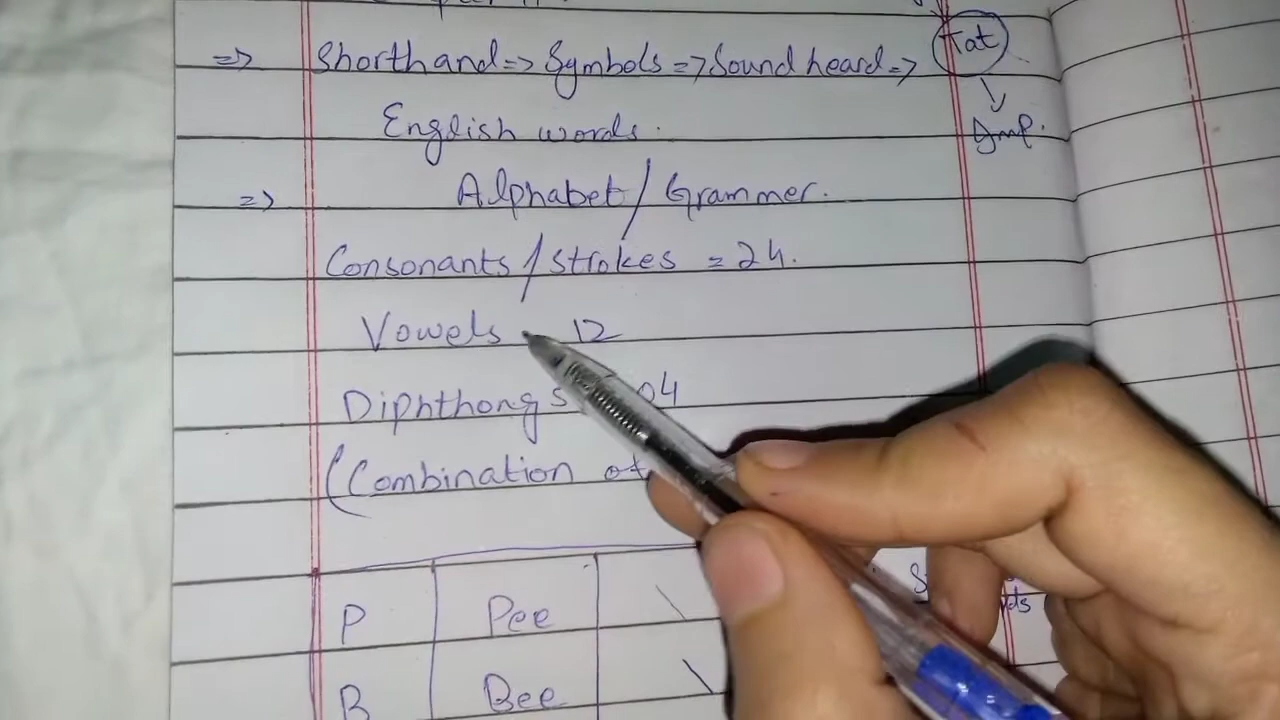 => Shorthand => Symbols => Sound heard => Tat
English words. Imp.
=> Alphabet / Grammer.
Consonants / Strokes = 24.
Vowels 12
Diphthongs 04
(Combination of
P Pee \
B Bee \